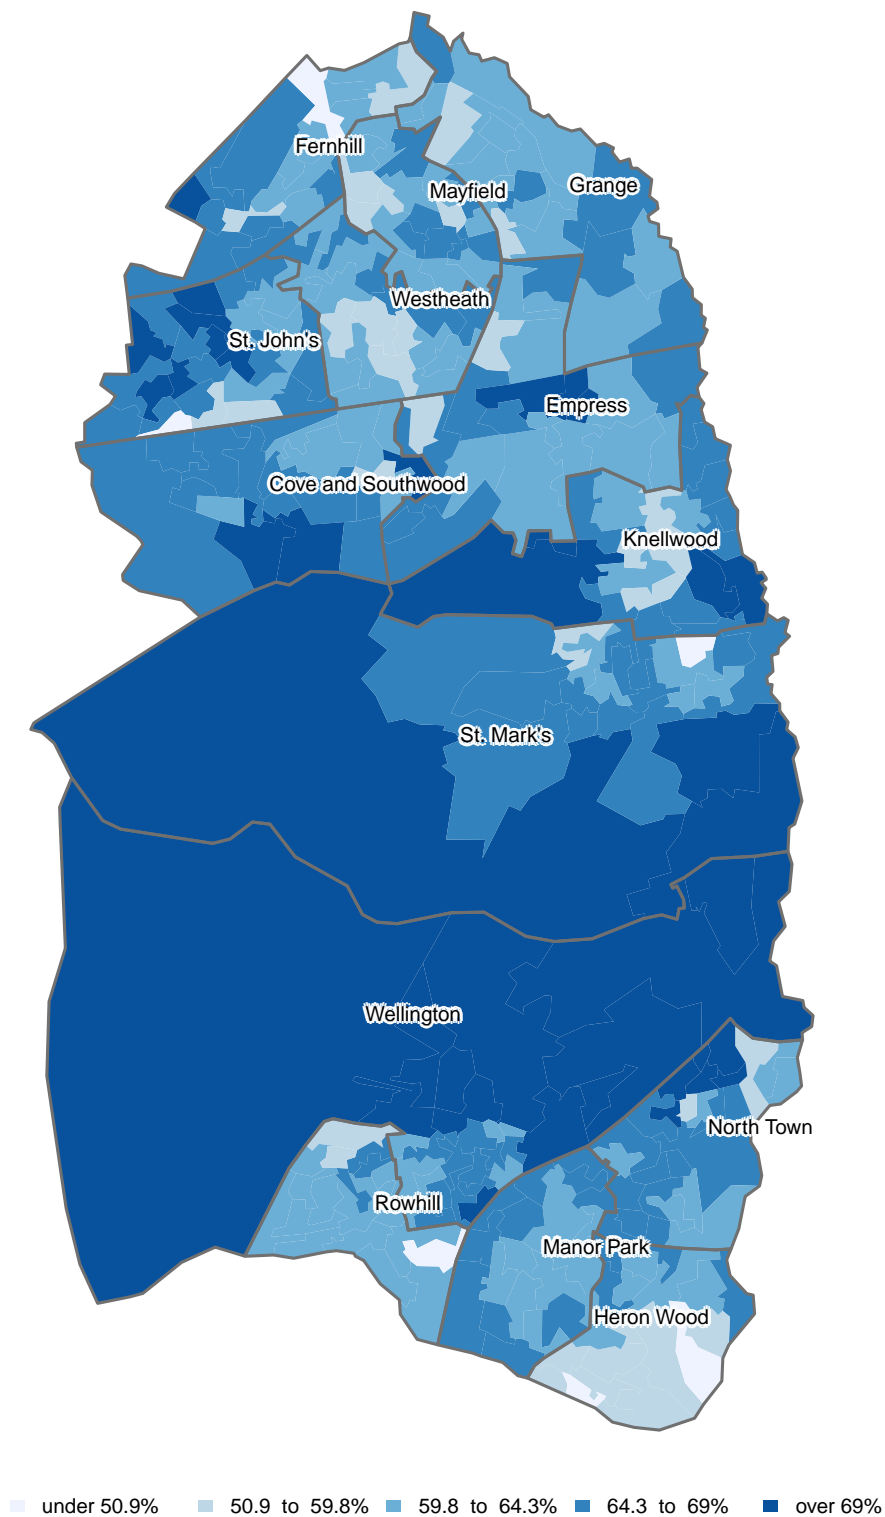 Fernhill
Mayfield
Grange
Westheath
St. John's
Empress
Cove and Southwood
Knellwood
St. Mark's
Wellington
North Town
Rowhill
Manor Park
Heron Wood
under 50.9% 50.9 to 59.8% 59.8 to 64.3% 64.3 to 69% over 69%